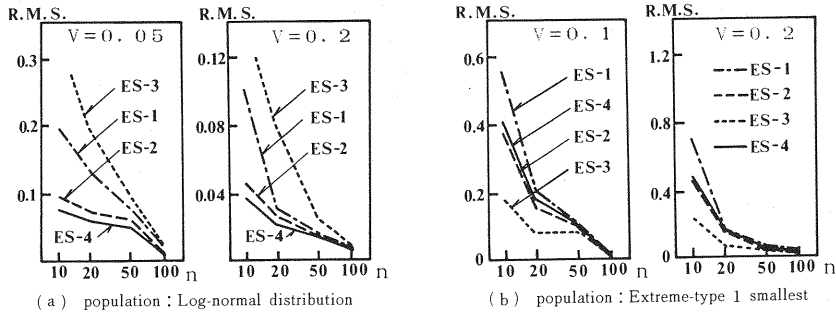 R.M.S.
V=0.05
0.3
0.2
0.1
ES-3
ES-1
ES-2
ES-4
10 20 50 100 n
R.M.S.
V=0.2
0.12
0.08
0.04
ES-3
ES-1
ES-2
ES-4
10 20 50 100 n
(a) population : Log-normal distribution
R.M.S.
V=0.1
0.6
0.4
0.2
0
ES-1
ES-4
ES-2
ES-3
10 20 50 100 n
R.M.S.
V=0.2
1.2
0.8
0.4
0
ES-1
ES-2
ES-3
ES-4
10 20 50 100 n
(b) population : Extreme-type 1 smallest